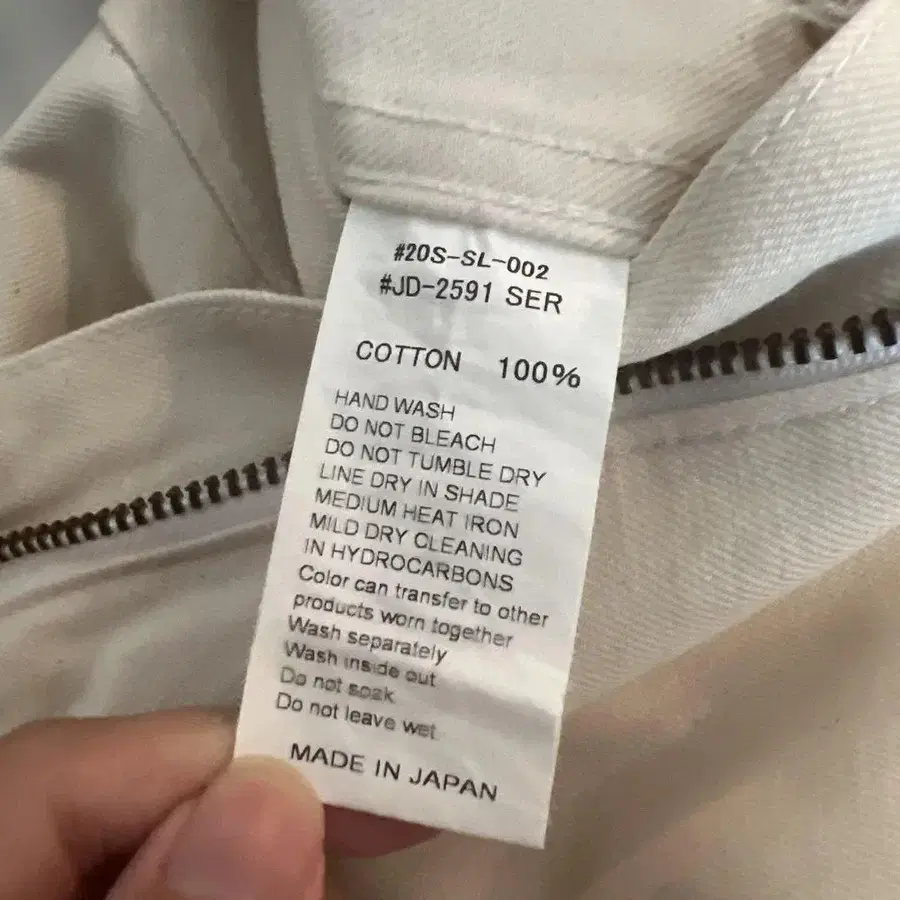 #20S-SL-002
#JD-2591 SER
COTTON 100%
HAND WASH
DO NOT BLEACH
DO NOT TUMBLE DRY
LINE DRY IN SHADE
MEDIUM HEAT IRON
MILD DRY CLEANING
IN HYDROCARBONS
Color can transfer to other
products worn together
Wash separately
Wash inside out
Do not soak
Do not leave wet
MADE IN JAPAN